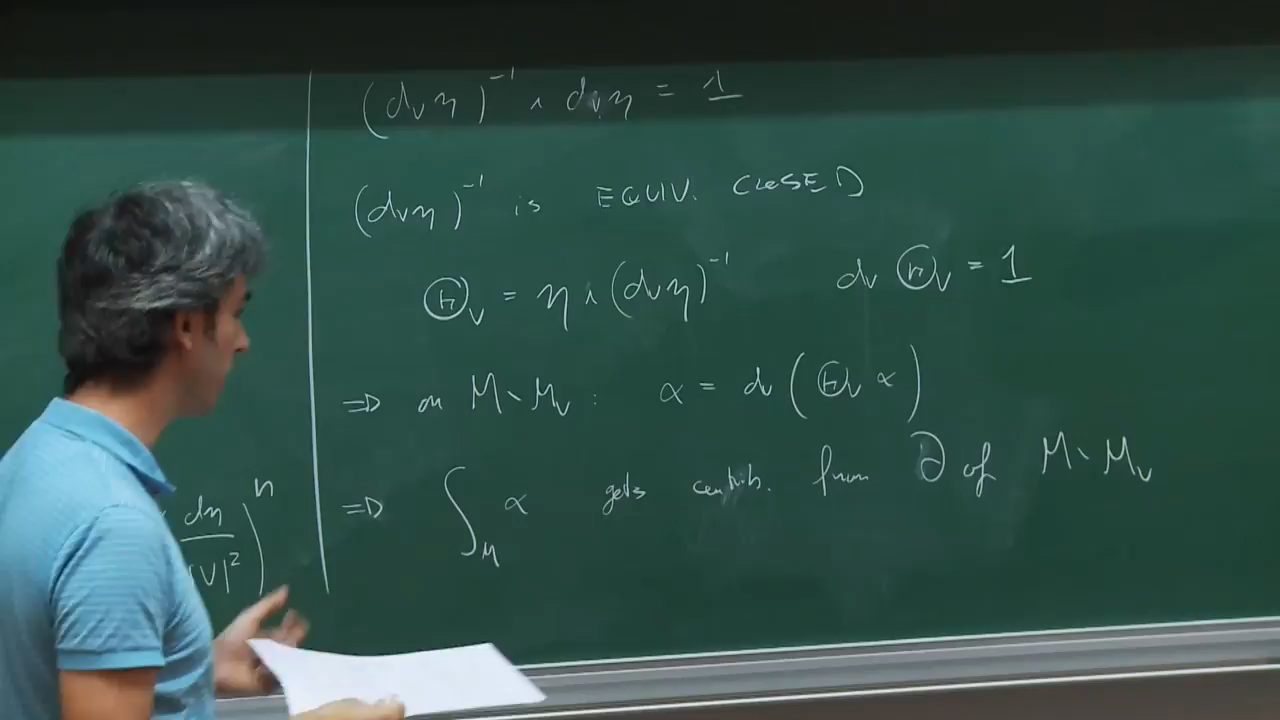 (d_V η)^{-1} ∧ d_V η = 1
(d_V η)^{-1} is EQUIV. CLOSED
Θ_V = η ∧ (d_V η)^{-1} d_V Θ_V = 1
⇒ on M \ M_V : α = d_V (Θ_V α)
⇒ ∫_M α gets contrib. from ∂ of M \ M_V
dη / |V|^2 )^n